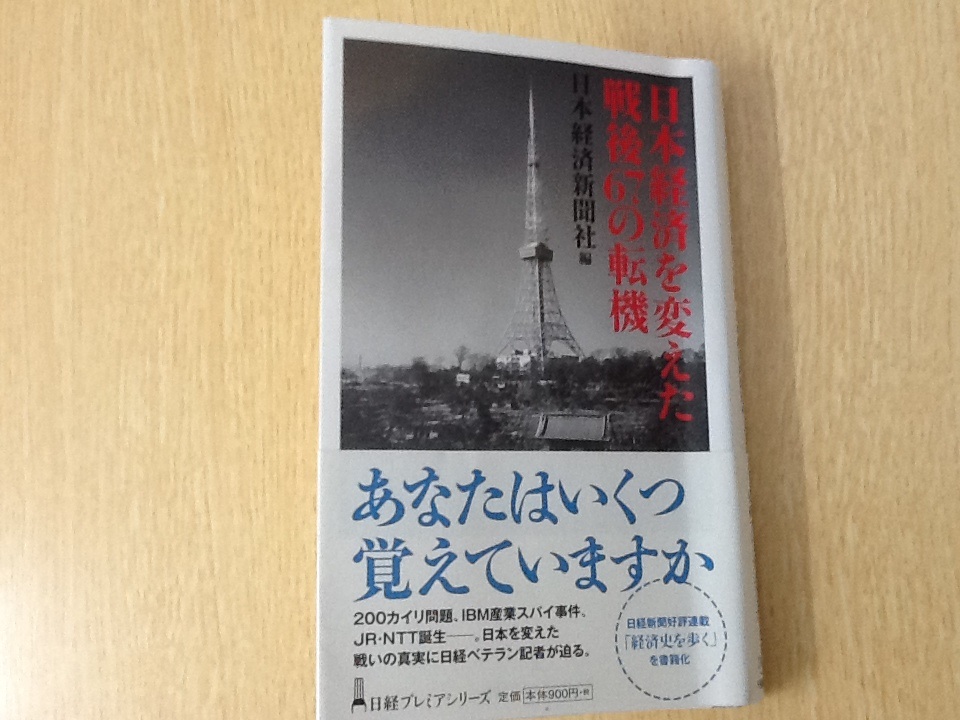 日本経済を変えた
戦後67の転機
日本経済新聞社 編
あなたはいくつ
覚えていますか
200カイリ問題、IBM産業スパイ事件、
JR・NTT誕生――。日本を変えた
戦いの真実に日経ベテラン記者が迫る。
日経新聞好評連載
「経済史を歩く」
を書籍化
日経プレミアシリーズ 定価 本体900円+税